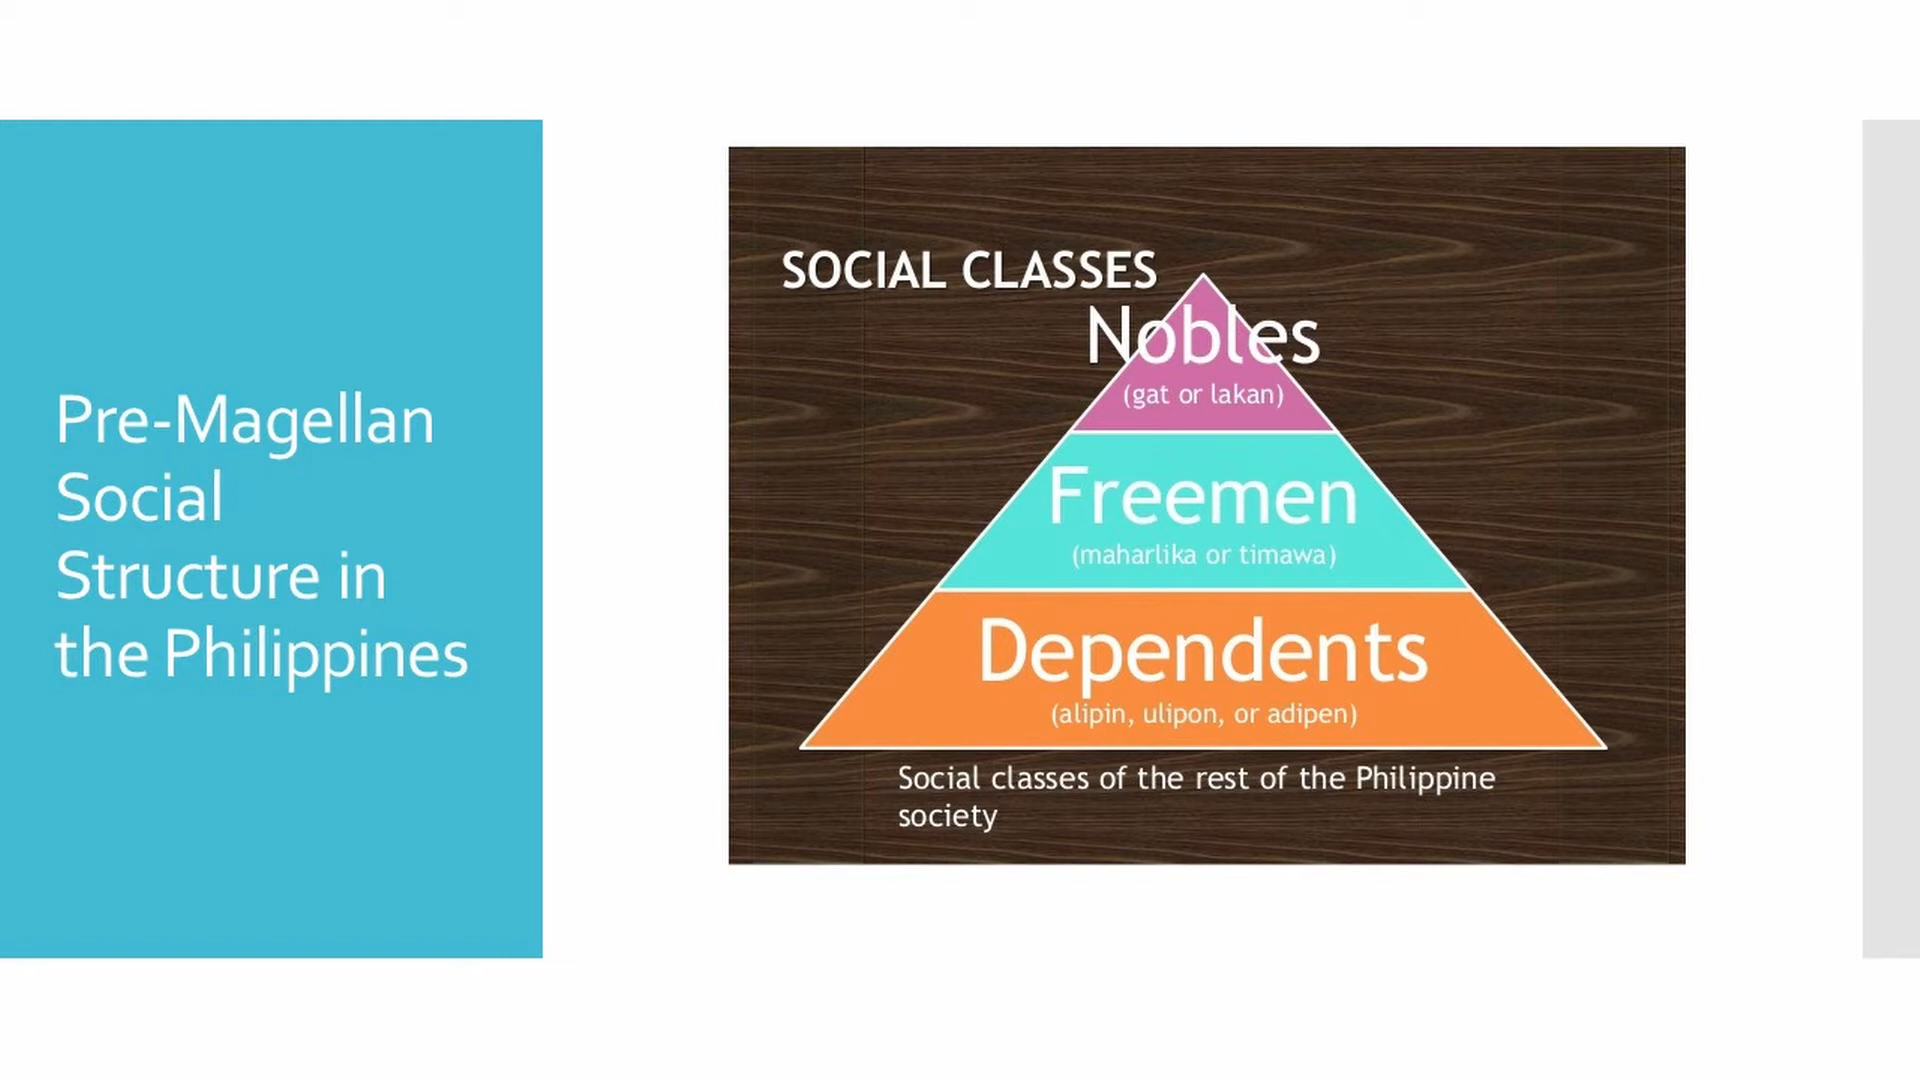 Pre-Magellan
Social
Structure in
the Philippines
SOCIAL CLASSES
Nobles
(gat or lakan)
Freemen
(maharlika or timawa)
Dependents
(alipin, ulipon, or adipen)
Social classes of the rest of the Philippine
society